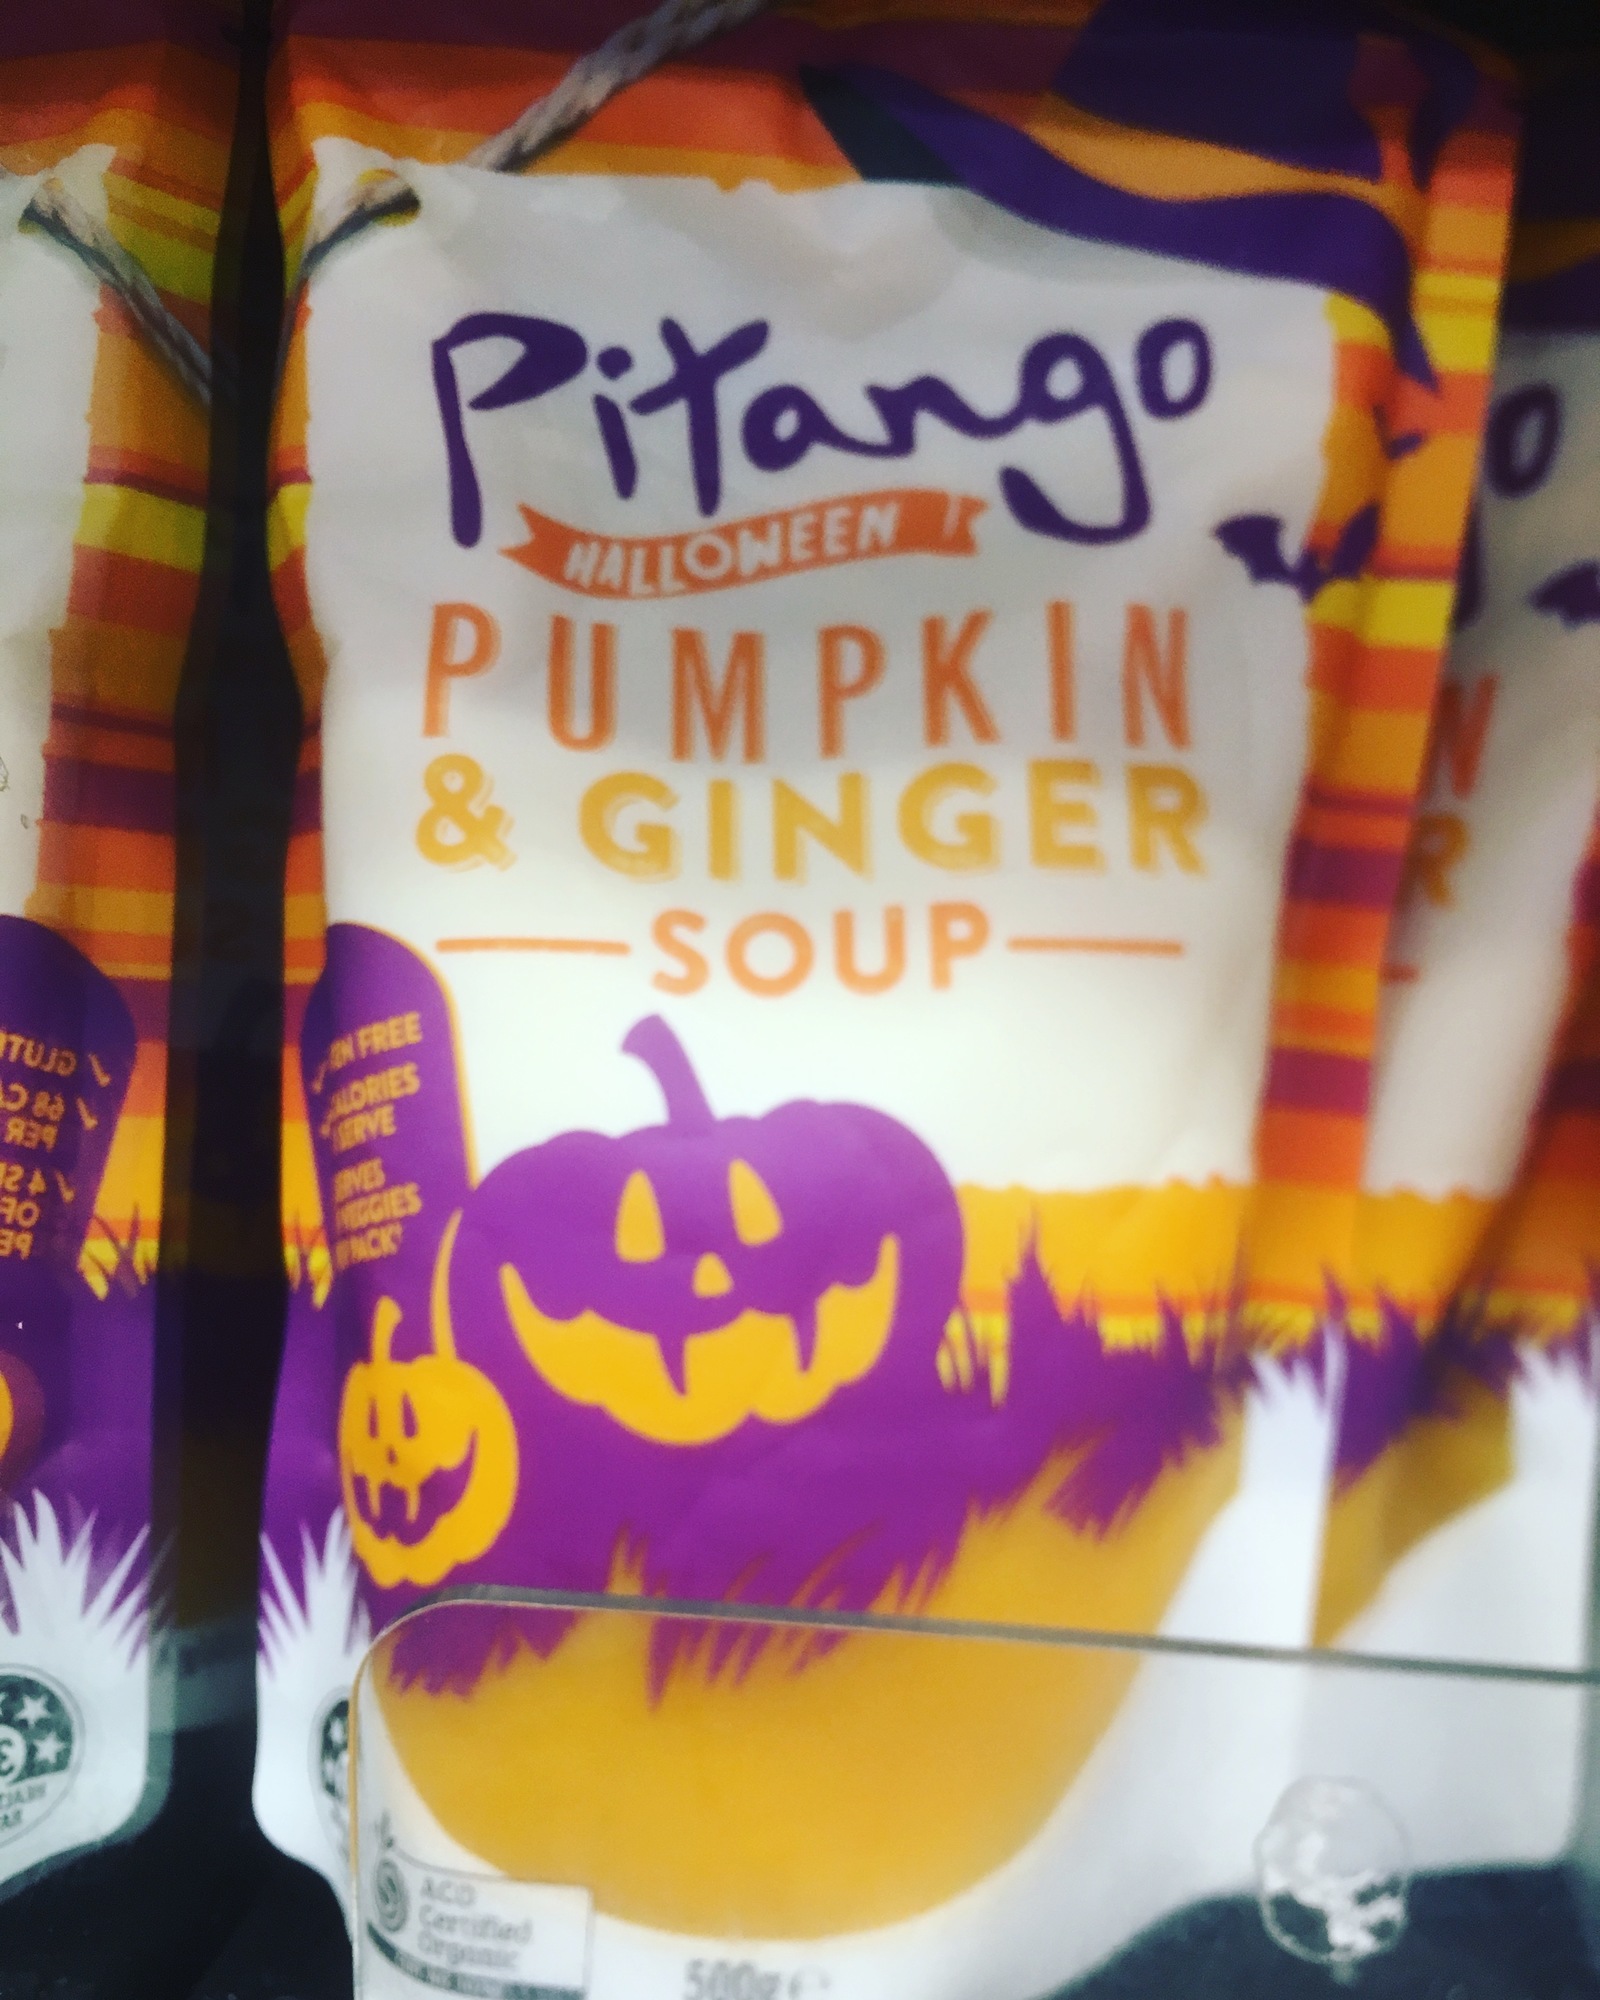 Pitango
HALLOWEEN
PUMPKIN
& GINGER
SOUP
FREE
CALORIES
SERVE
SERVES
VEGGIES
PACK
ACO
Certified
Organic
500g e